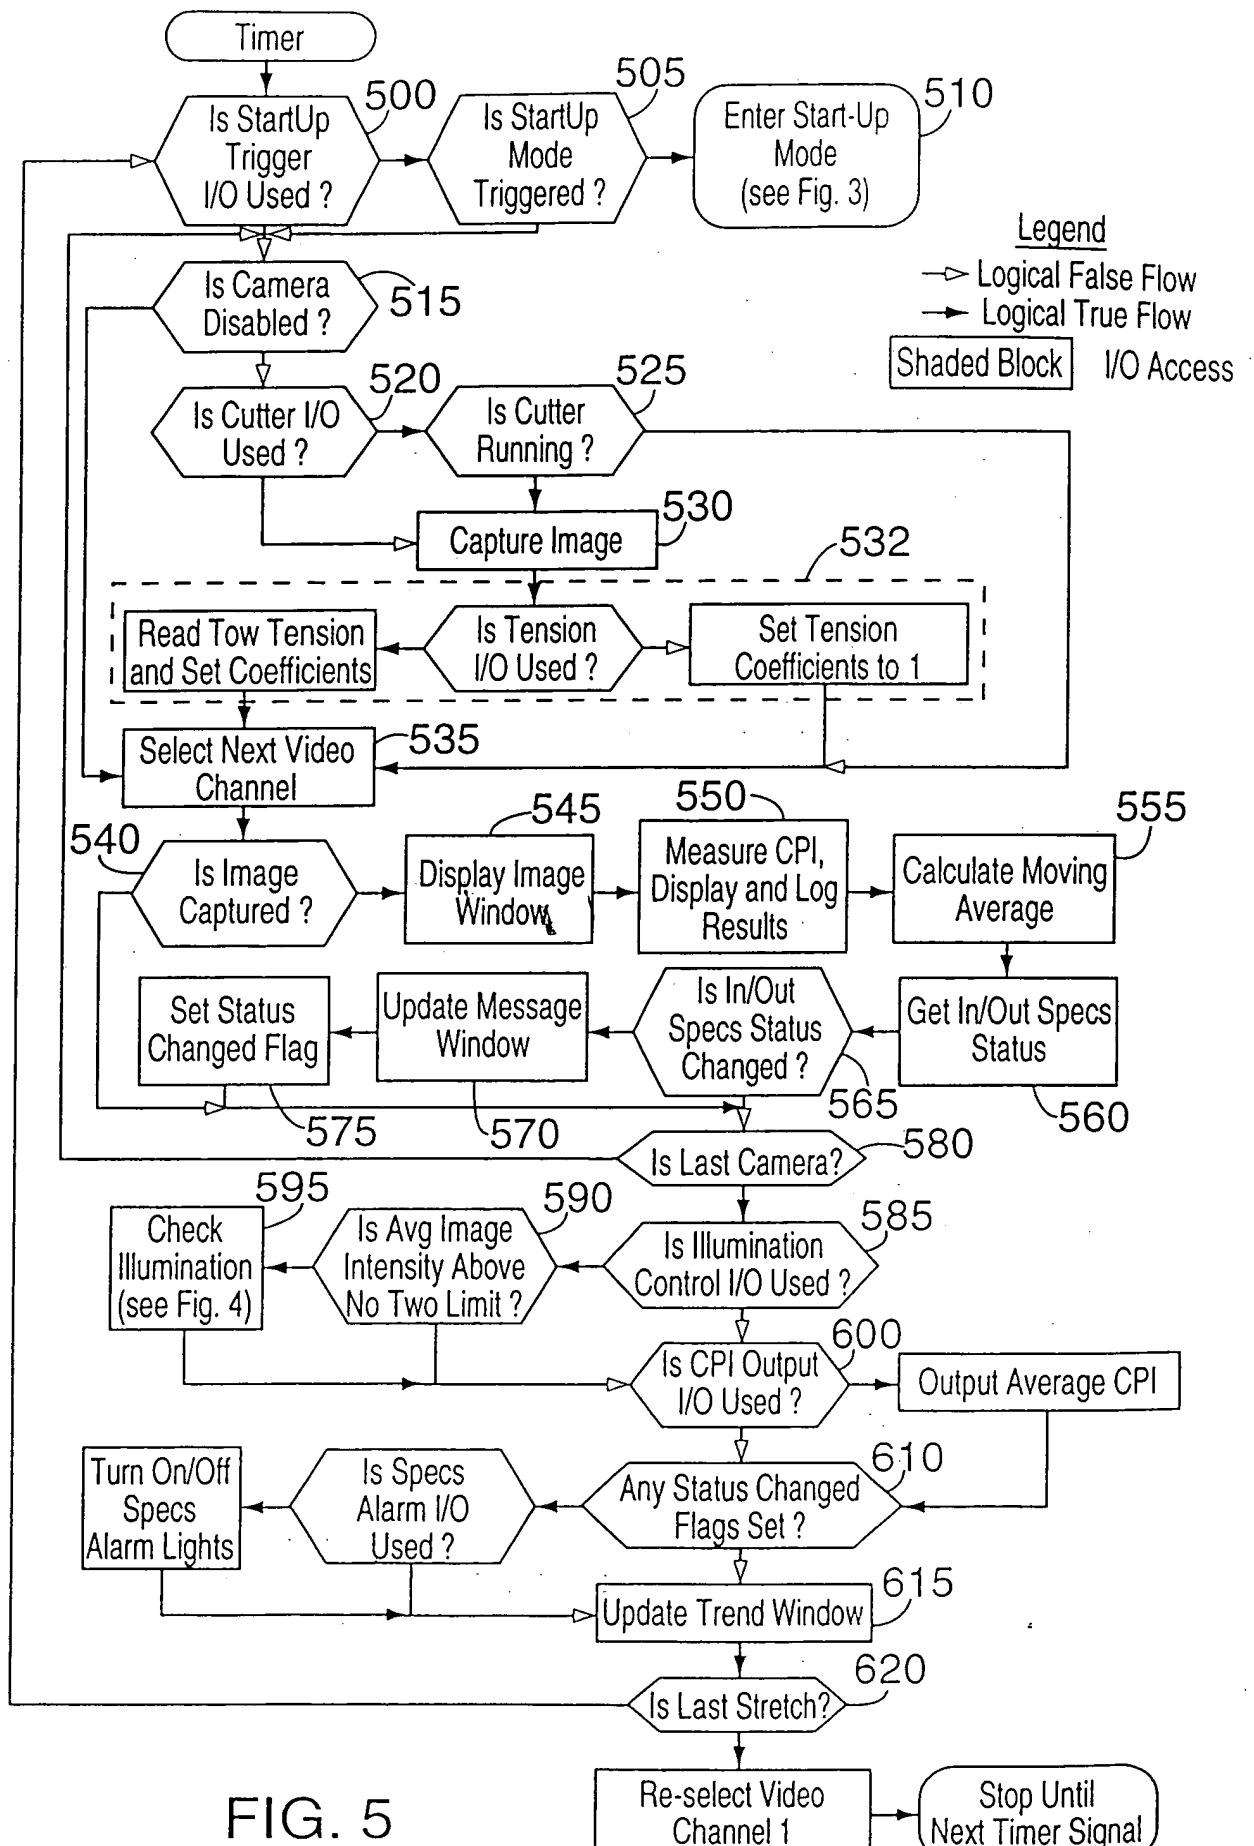 Timer
500
Is StartUp
Trigger
I/O Used ?
505
Is StartUp
Mode
Triggered ?
510
Enter Start-Up
Mode
(see Fig. 3)
Legend
Logical False Flow
Logical True Flow
Shaded Block
I/O Access
Is Camera
Disabled ?
515
520
Is Cutter I/O
Used ?
525
Is Cutter
Running ?
530
Capture Image
532
Read Tow Tension
and Set Coefficients
Is Tension
I/O Used ?
Set Tension
Coefficients to 1
Select Next Video
Channel
535
540
Is Image
Captured ?
545
Display Image
Window
550
Measure CPI,
Display and Log
Results
555
Calculate Moving
Average
Set Status
Changed Flag
575
Update Message
Window
570
Is In/Out
Specs Status
Changed ?
565
Get In/Out Specs
Status
560
Is Last Camera?
580
595
Check
Illumination
(see Fig. 4)
590
Is Avg Image
Intensity Above
No Two Limit ?
585
Is Illumination
Control I/O Used ?
600
Is CPI Output
I/O Used ?
Output Average CPI
Turn On/Off
Specs
Alarm Lights
Is Specs
Alarm I/O
Used ?
610
Any Status Changed
Flags Set ?
615
Update Trend Window
620
Is Last Stretch?
Re-select Video
Channel 1
Stop Until
Next Timer Signal
FIG. 5